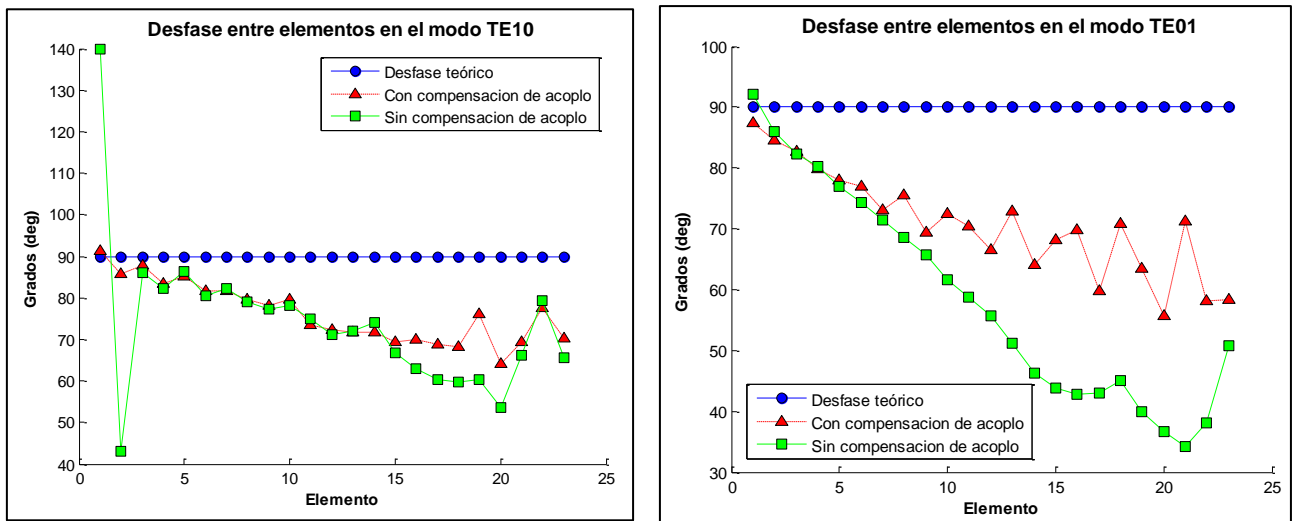 Desfase entre elementos en el modo TE10
140
130
120
110
100
90
80
70
60
50
40
Grados (deg)
0
5
10
15
20
25
Elemento
Desfase teórico
Con compensacion de acoplo
Sin compensacion de acoplo
Desfase entre elementos en el modo TE01
100
90
80
70
60
50
40
30
Grados (deg)
0
5
10
15
20
25
Elemento
Desfase teórico
Con compensacion de acoplo
Sin compensacion de acoplo